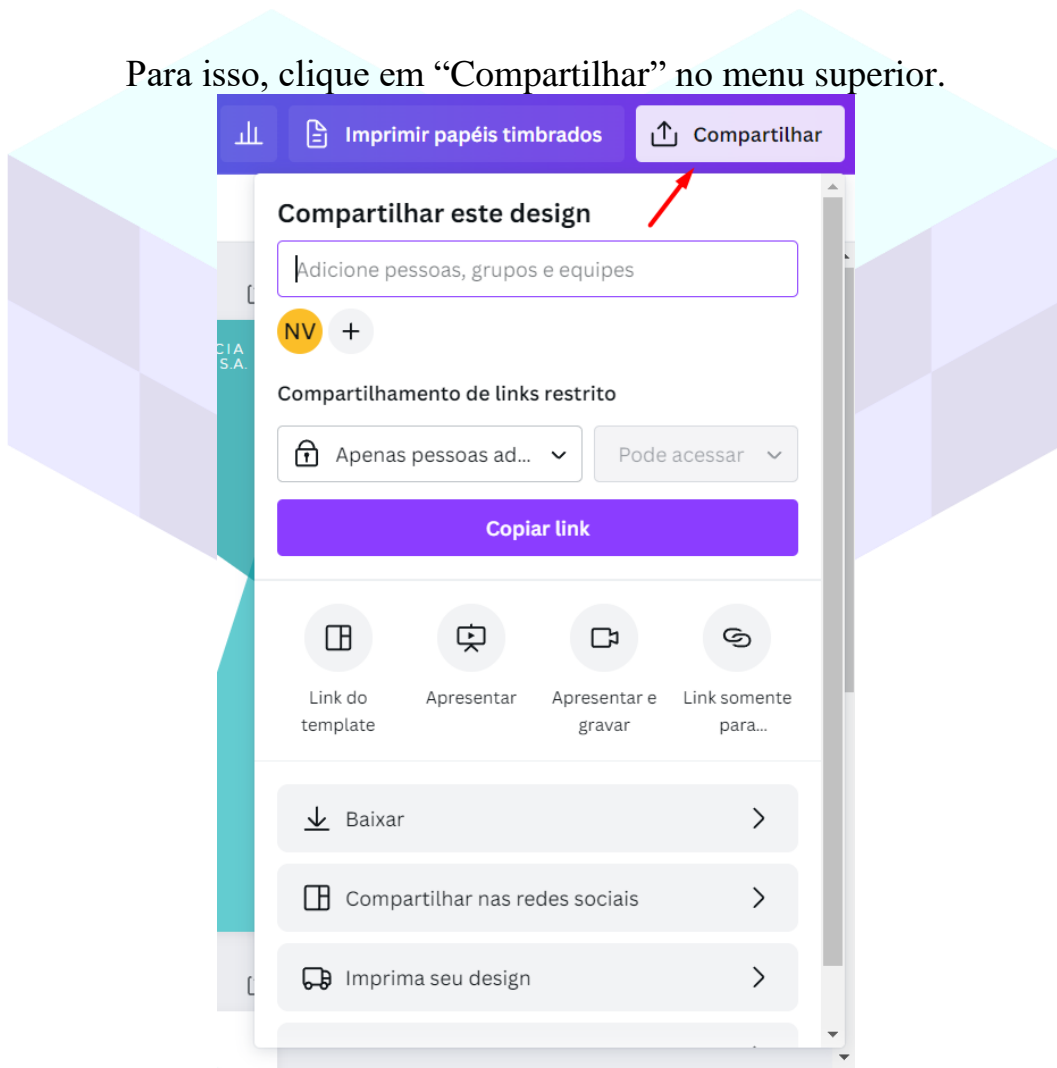 Para isso, clique em “Compartilhar” no menu superior.
Imprimir papéis timbrados
Compartilhar
Compartilhar este design
Adicione pessoas, grupos e equipes
NV +
CIA
S.A.
Compartilhamento de links restrito
Apenas pessoas ad...
Pode acessar
Copiar link
Link do
template
Apresentar
Apresentar e
gravar
Link somente
para...
Baixar
Compartilhar nas redes sociais
Imprima seu design